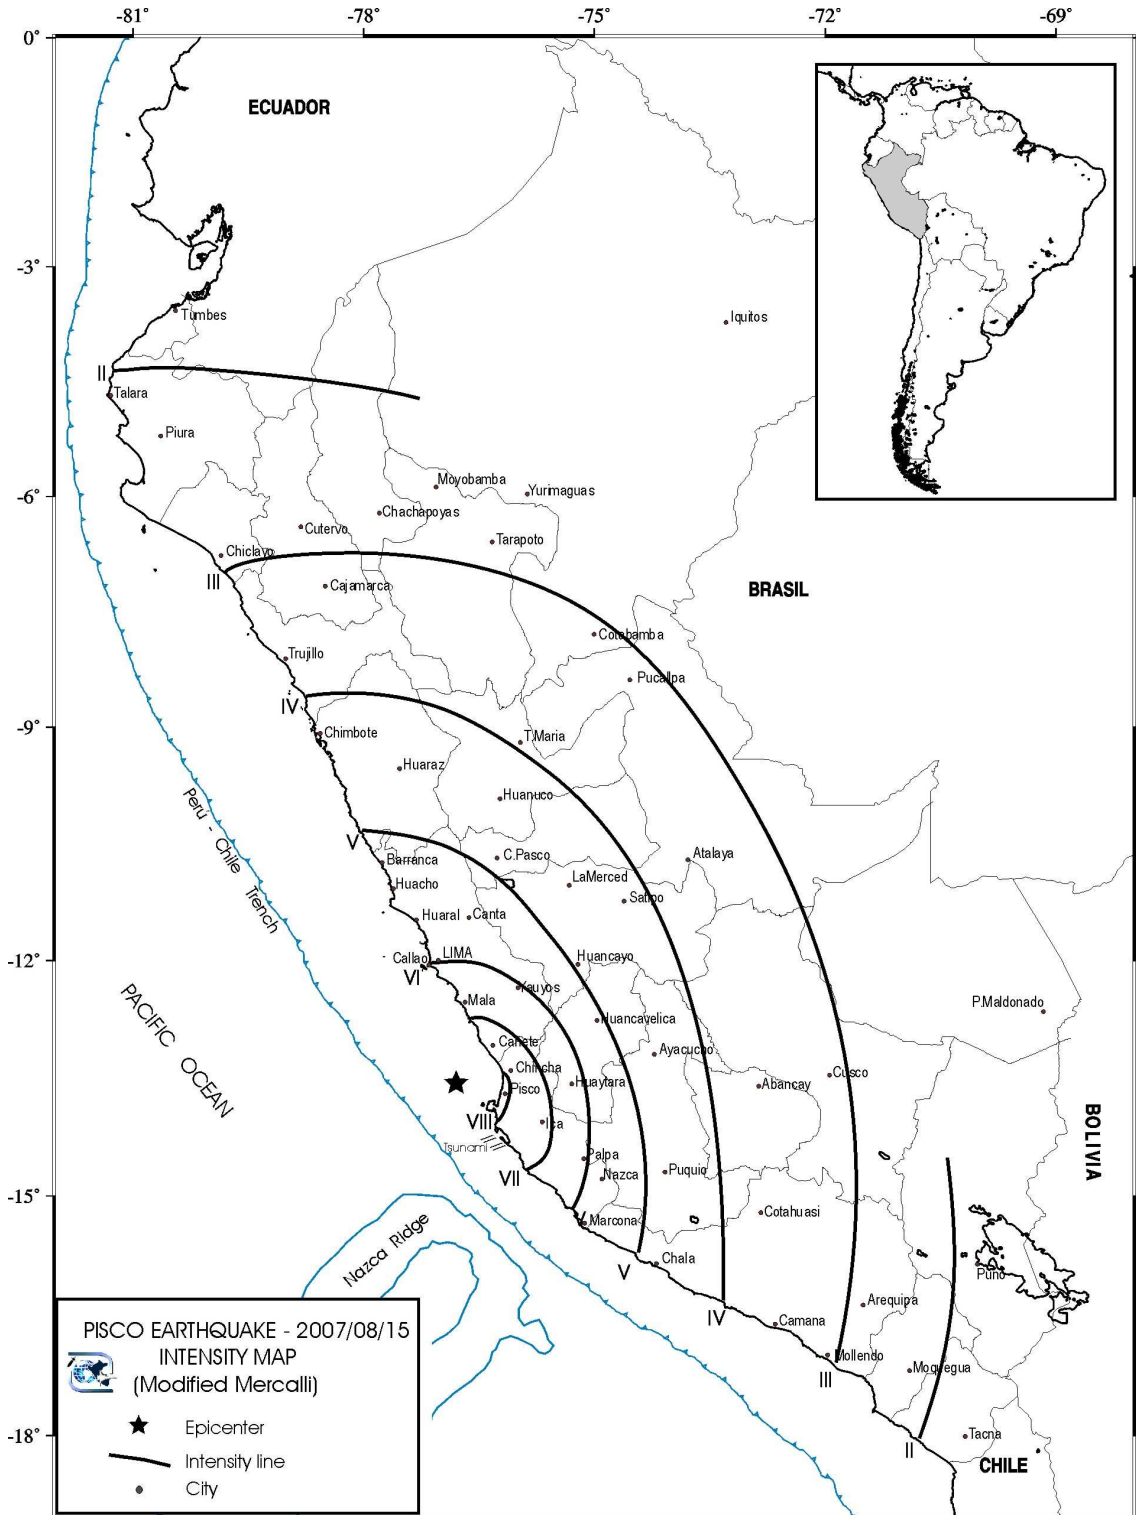 -81°
-78°
-75°
-72°
-69°
0°
ECUADOR
-3°
Tumbes
Iquitos
II
Talara
Piura
Moyobamba
Yurimaguas
-6°
Chachapoyas
Cutervo
Tarapoto
Chiclayo
III
Cajamarca
BRASIL
Cotabamba
Trujillo
Pucallpa
IV
-9°
Chimbote
T.Maria
Huaraz
Huanuco
Perú - Chile Trench
V
Barranca
C.Pasco
Atalaya
LaMerced
Huacho
Satipo
Huaral
Canta
-12°
Callao
LIMA
Huancayo
VI
Yauyos
Mala
P.Maldonado
PACIFIC OCEAN
Huancavelica
Cañete
Ayacucho
Chincha
Cusco
Pisco
Huaytara
Abancay
VIII
Ica
BOLIVIA
Tsunami
Palpa
VII
Nazca
Puquio
-15°
Marcona
Cotahuasi
Nazca Ridge
Chala
V
Puno
Arequipa
IV
Camana
Mollendo
Moquegua
III
-18°
Tacna
II
CHILE
PISCO EARTHQUAKE - 2007/08/15
INTENSITY MAP
(Modified Mercalli)
Epicenter
Intensity line
City